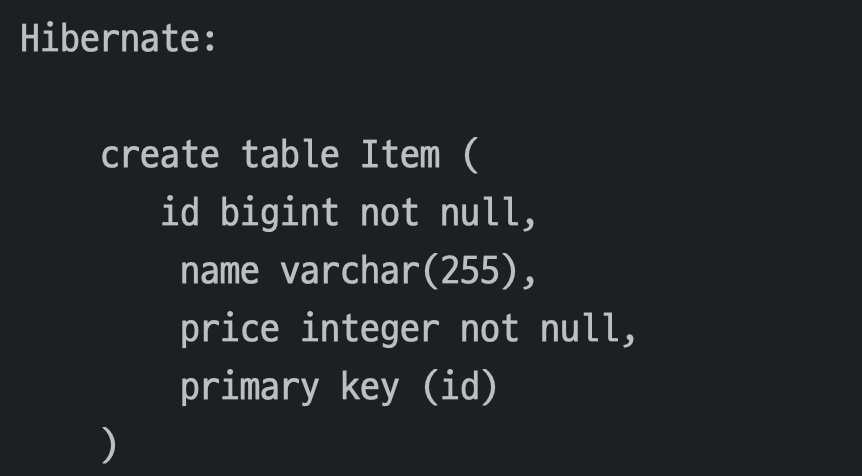 Hibernate:
create table Item (
id bigint not null,
name varchar(255),
price integer not null,
primary key (id)
)